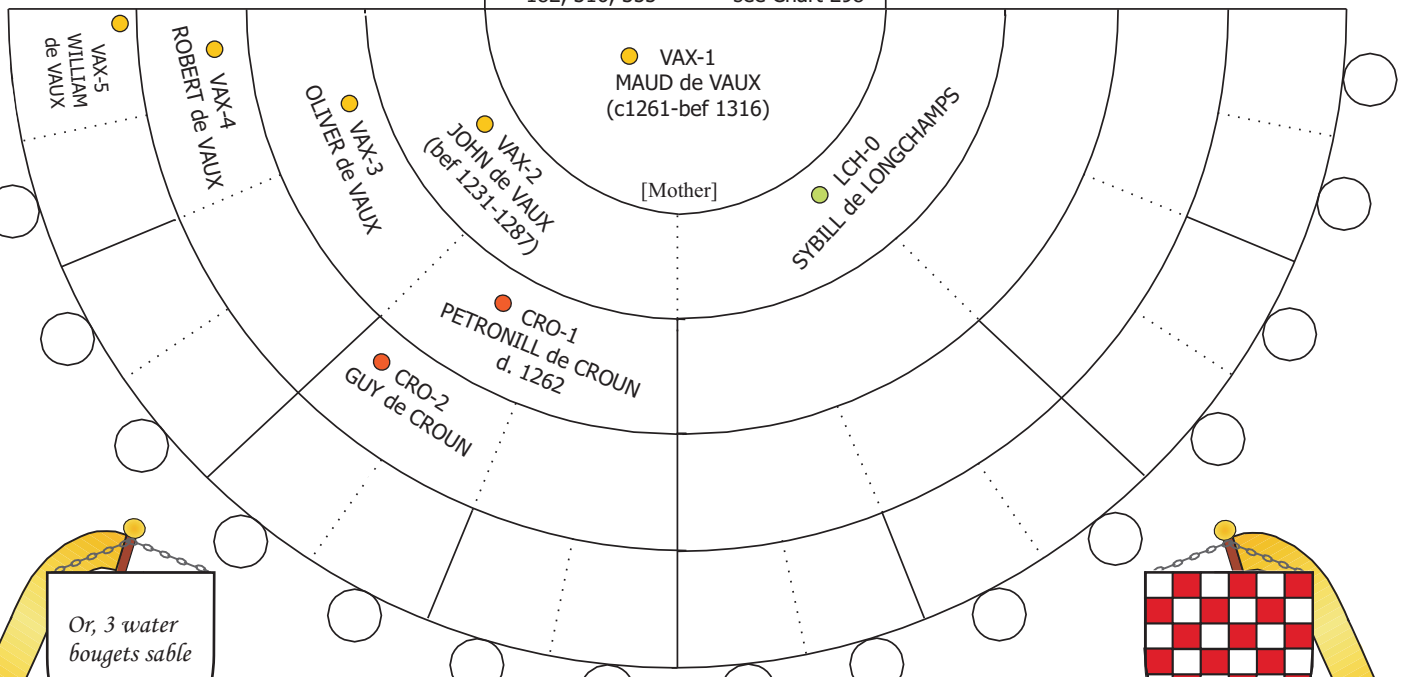 VAX-5
WILLIAM
de VAUX
VAX-4
ROBERT de VAUX
VAX-3
OLIVER de VAUX
VAX-2
JOHN de VAUX
(bef 1231-1287)
VAX-1
MAUD de VAUX
(c1261-bef 1316)
[Mother]
LCH-0
SYBILL de LONGCHAMPS
CRO-1
PETRONILL de CROUN
d. 1262
CRO-2
GUY de CROUN
Or, 3 water
bougets sable